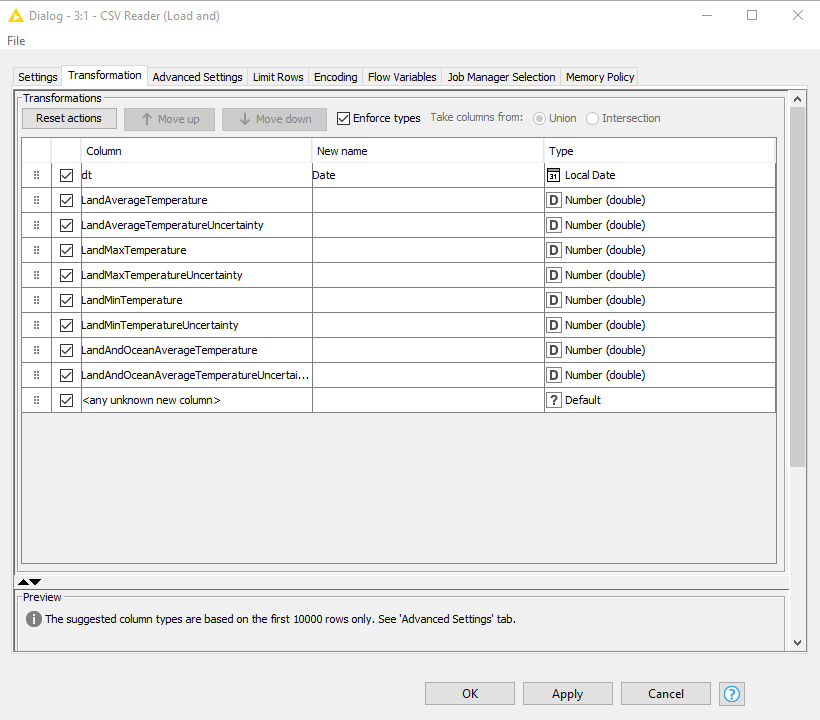 Dialog - 3:1 - CSV Reader (Load and)
File
Settings Transformation Advanced Settings Limit Rows Encoding Flow Variables Job Manager Selection Memory Policy
Transformations
Reset actions Move up Move down Enforce types Take columns from: Union Intersection
Column New name Type
dt Date 31 Local Date
LandAverageTemperature D Number (double)
LandAverageTemperatureUncertainty D Number (double)
LandMaxTemperature D Number (double)
LandMaxTemperatureUncertainty D Number (double)
LandMinTemperature D Number (double)
LandMinTemperatureUncertainty D Number (double)
LandAndOceanAverageTemperature D Number (double)
LandAndOceanAverageTemperatureUncertai... D Number (double)
<any unknown new column> ? Default
Preview
i The suggested column types are based on the first 10000 rows only. See 'Advanced Settings' tab.
OK Apply Cancel ?